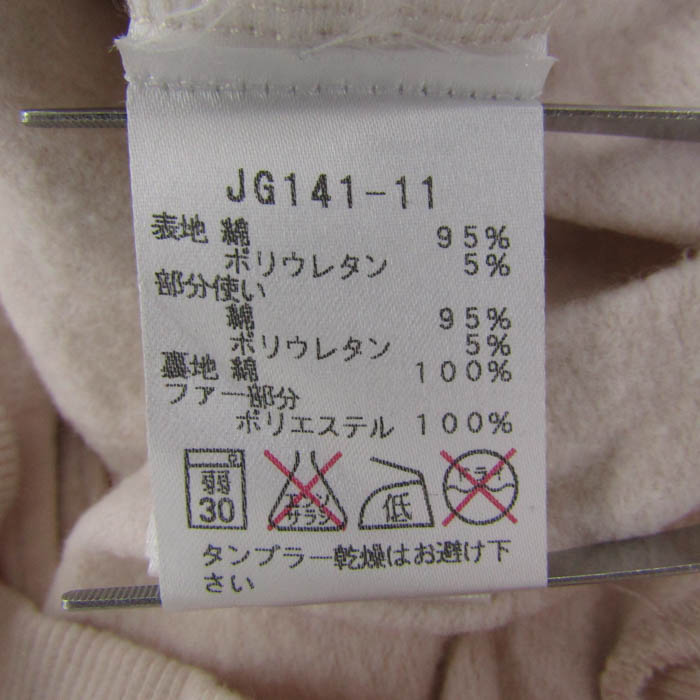 JG141-11
表地 綿 95%
ポリウレタン 5%
部分使い
綿 95%
ポリウレタン 5%
裏地 綿 100%
ファー部分
ポリエステル 100%
弱 30 エンソ サラシ 低 ドライ
タンブラー乾燥はお避け下
さい